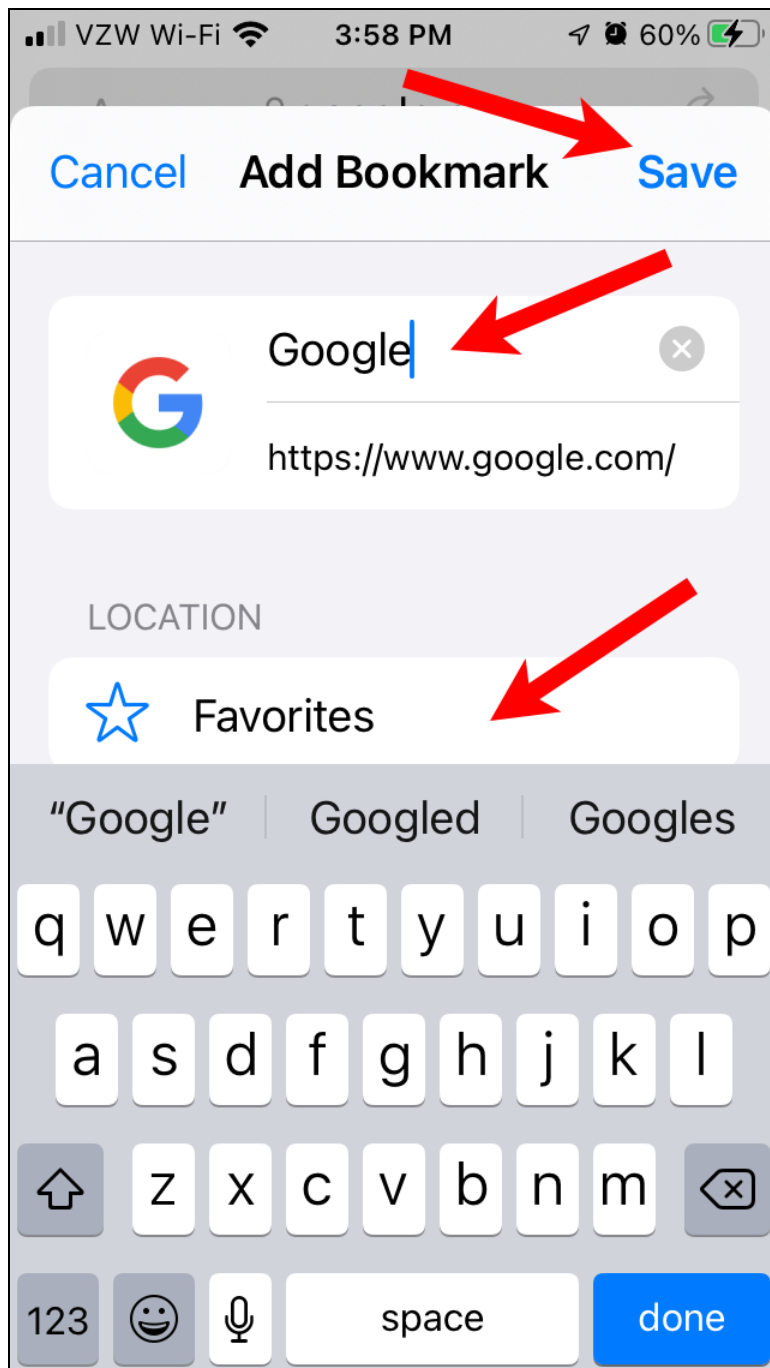 VZW Wi-Fi 3:58 PM 60%
Cancel Add Bookmark Save
Google
https://www.google.com/
LOCATION
Favorites
“Google” Googled Googles
q w e r t y u i o p
a s d f g h j k l
z x c v b n m
123 space done